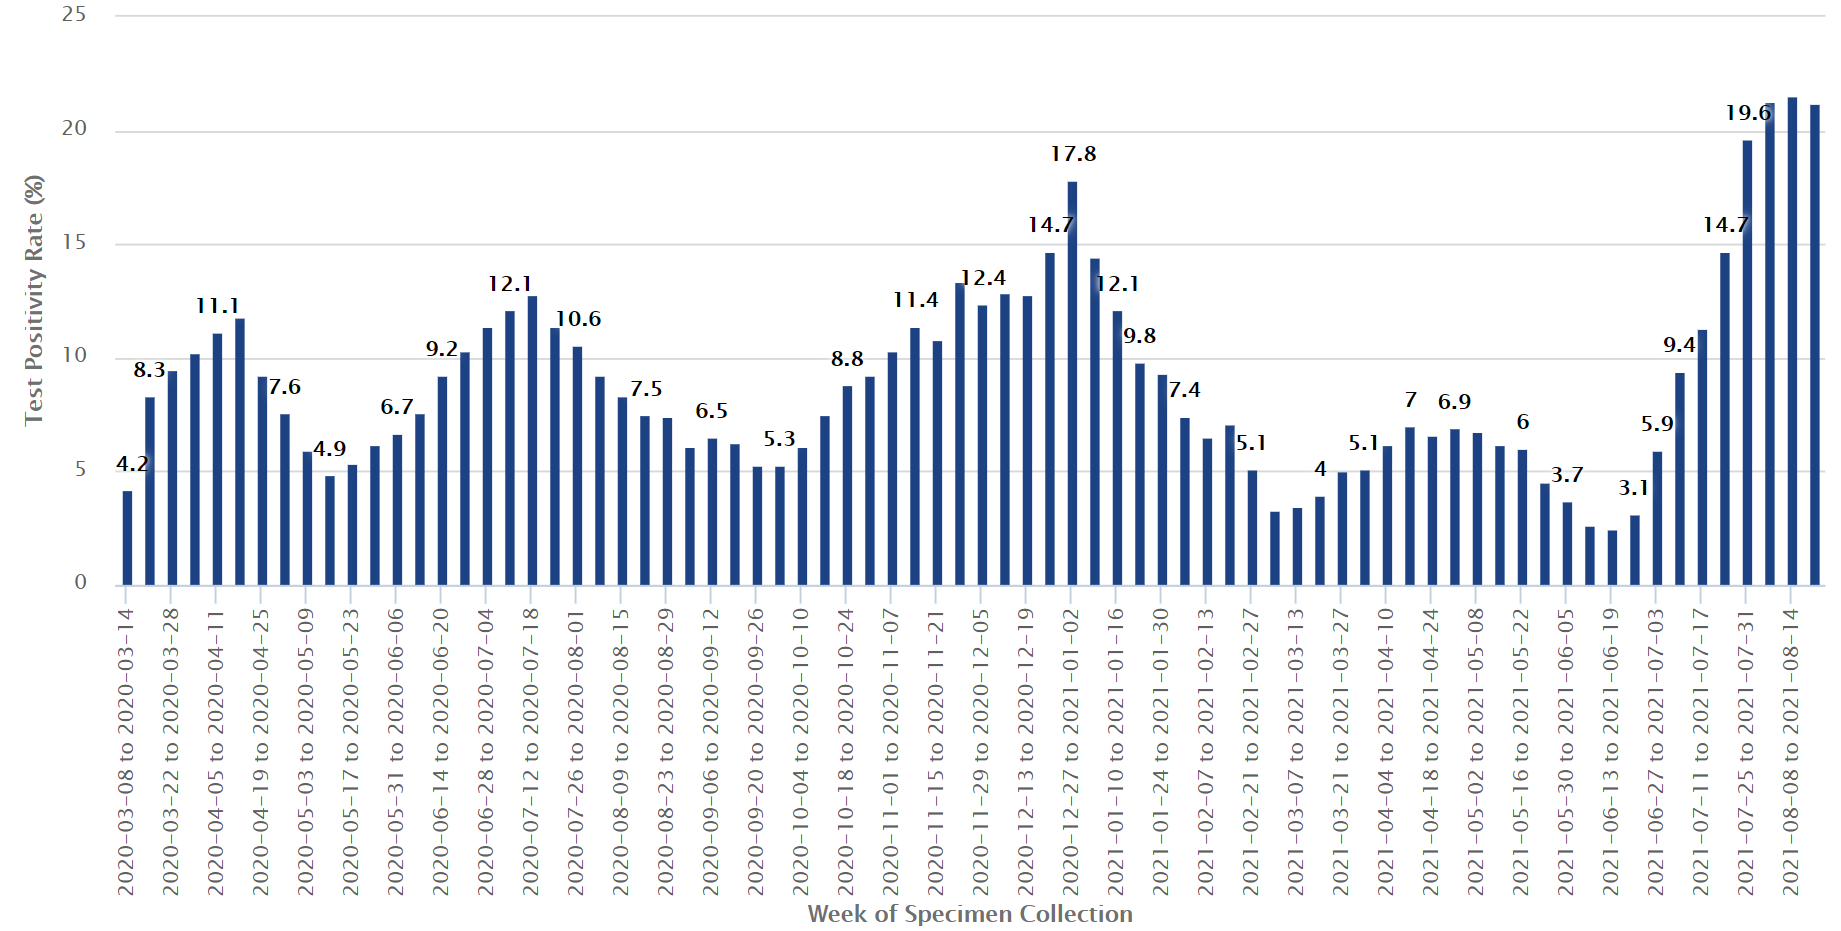 25
20
15
10
5
0
Test Positivity Rate (%)
4.2
8.3
11.1
7.6
4.9
6.7
9.2
12.1
10.6
7.5
6.5
5.3
8.8
11.4
12.4
14.7
17.8
12.1
9.8
7.4
5.1
4
5.1
7
6.9
6
3.7
3.1
5.9
9.4
14.7
19.6
2020-03-08 to 2020-03-14
2020-03-22 to 2020-03-28
2020-04-05 to 2020-04-11
2020-04-19 to 2020-04-25
2020-05-03 to 2020-05-09
2020-05-17 to 2020-05-23
2020-05-31 to 2020-06-06
2020-06-14 to 2020-06-20
2020-06-28 to 2020-07-04
2020-07-12 to 2020-07-18
2020-07-26 to 2020-08-01
2020-08-09 to 2020-08-15
2020-08-23 to 2020-08-29
2020-09-06 to 2020-09-12
2020-09-20 to 2020-09-26
2020-10-04 to 2020-10-10
2020-10-18 to 2020-10-24
2020-11-01 to 2020-11-07
2020-11-15 to 2020-11-21
2020-11-29 to 2020-12-05
2020-12-13 to 2020-12-19
2020-12-27 to 2021-01-02
2021-01-10 to 2021-01-16
2021-01-24 to 2021-01-30
2021-02-07 to 2021-02-13
2021-02-21 to 2021-02-27
2021-03-07 to 2021-03-13
2021-03-21 to 2021-03-27
2021-04-04 to 2021-04-10
2021-04-18 to 2021-04-24
2021-05-02 to 2021-05-08
2021-05-16 to 2021-05-22
2021-05-30 to 2021-06-05
2021-06-13 to 2021-06-19
2021-06-27 to 2021-07-03
2021-07-11 to 2021-07-17
2021-07-25 to 2021-07-31
2021-08-08 to 2021-08-14
Week of Specimen Collection